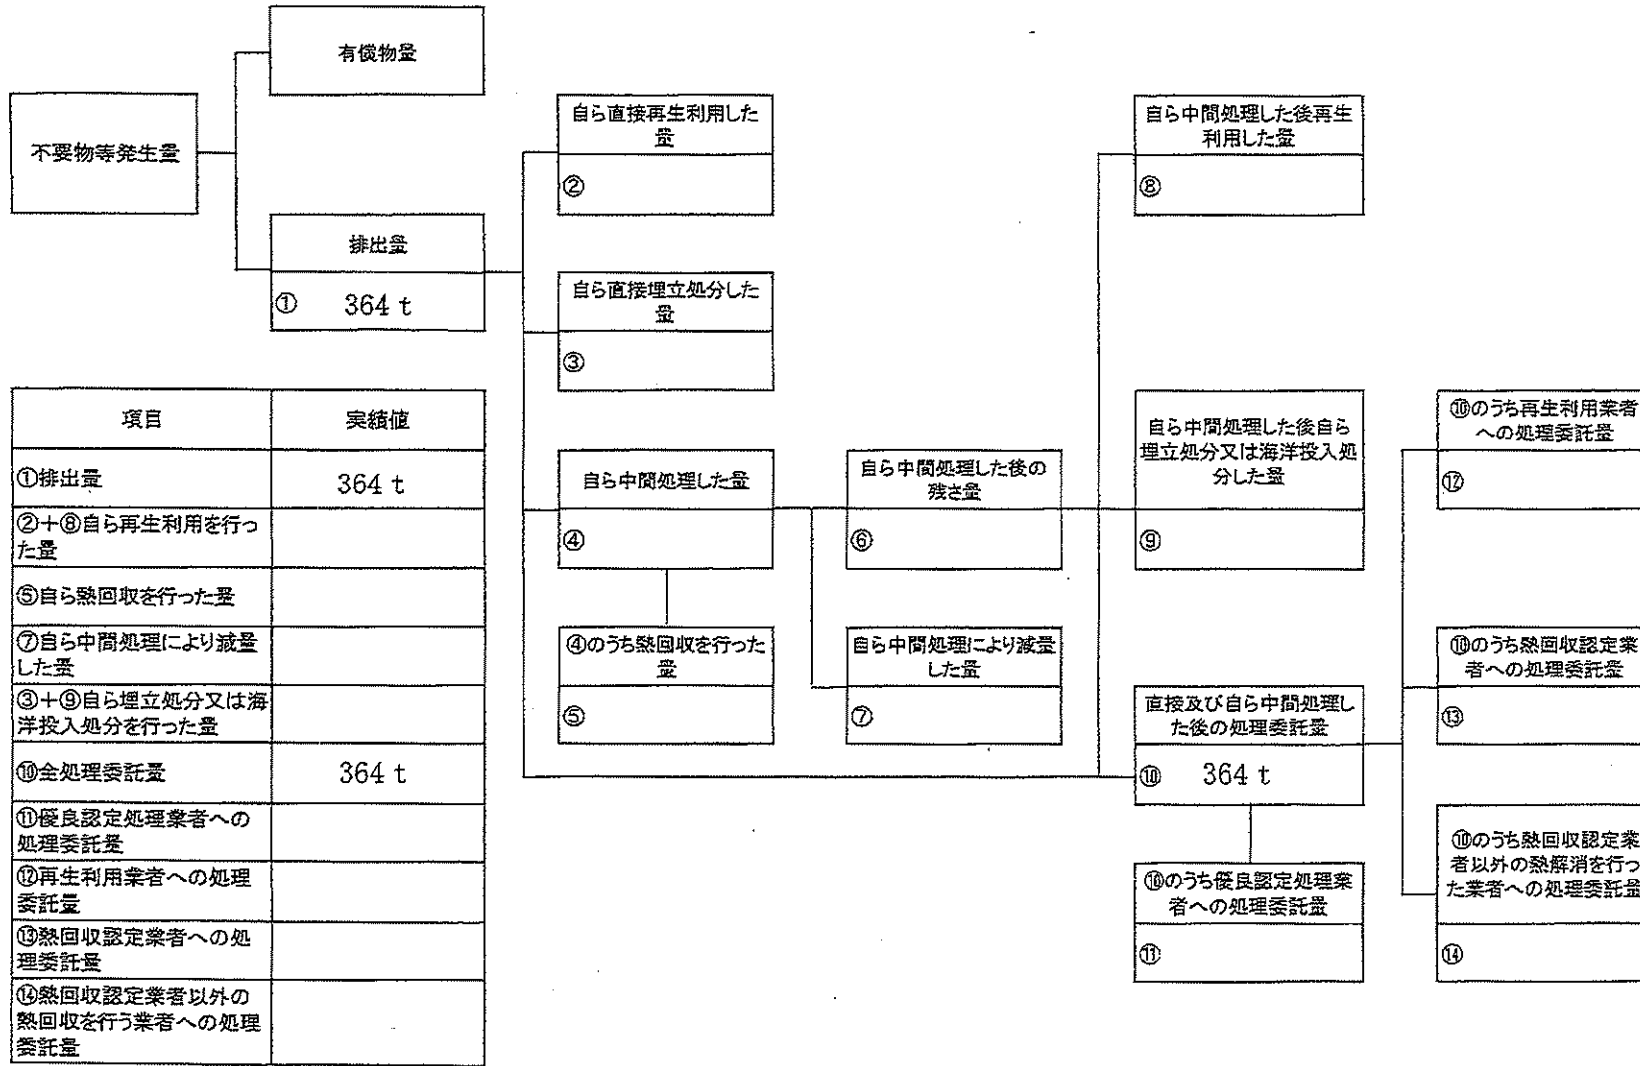 有償物量
不要物等発生量
排出量
① 364 t
自ら直接再生利用した
量
②
自ら直接埋立処分した
量
③
自ら中間処理した量
④
④のうち熱回収を行った
量
⑤
自ら中間処理した後の
残さ量
⑥
自ら中間処理により減量
した量
⑦
自ら中間処理した後再生
利用した量
⑧
自ら中間処理した後自ら
埋立処分又は海洋投入処
分した量
⑨
直接及び自ら中間処理し
た後の処理委託量
⑩ 364 t
⑩のうち優良認定処理業
者への処理委託量
⑪
⑩のうち再生利用業者
への処理委託量
⑫
⑩のうち熱回収認定業
者への処理委託量
⑬
⑩のうち熱回収認定業
者以外の熱解消を行っ
た業者への処理委託量
⑭
項目 実績値
①排出量 364 t
②+⑧自ら再生利用を行っ
た量
⑤自ら熱回収を行った量
⑦自ら中間処理により減量
した量
③+⑨自ら埋立処分又は海
洋投入処分を行った量
⑩全処理委託量 364 t
⑪優良認定処理業者への
処理委託量
⑫再生利用業者への処理
委託量
⑬熱回収認定業者への処
理委託量
⑭熱回収認定業者以外の
熱回収を行う業者への処理
委託量